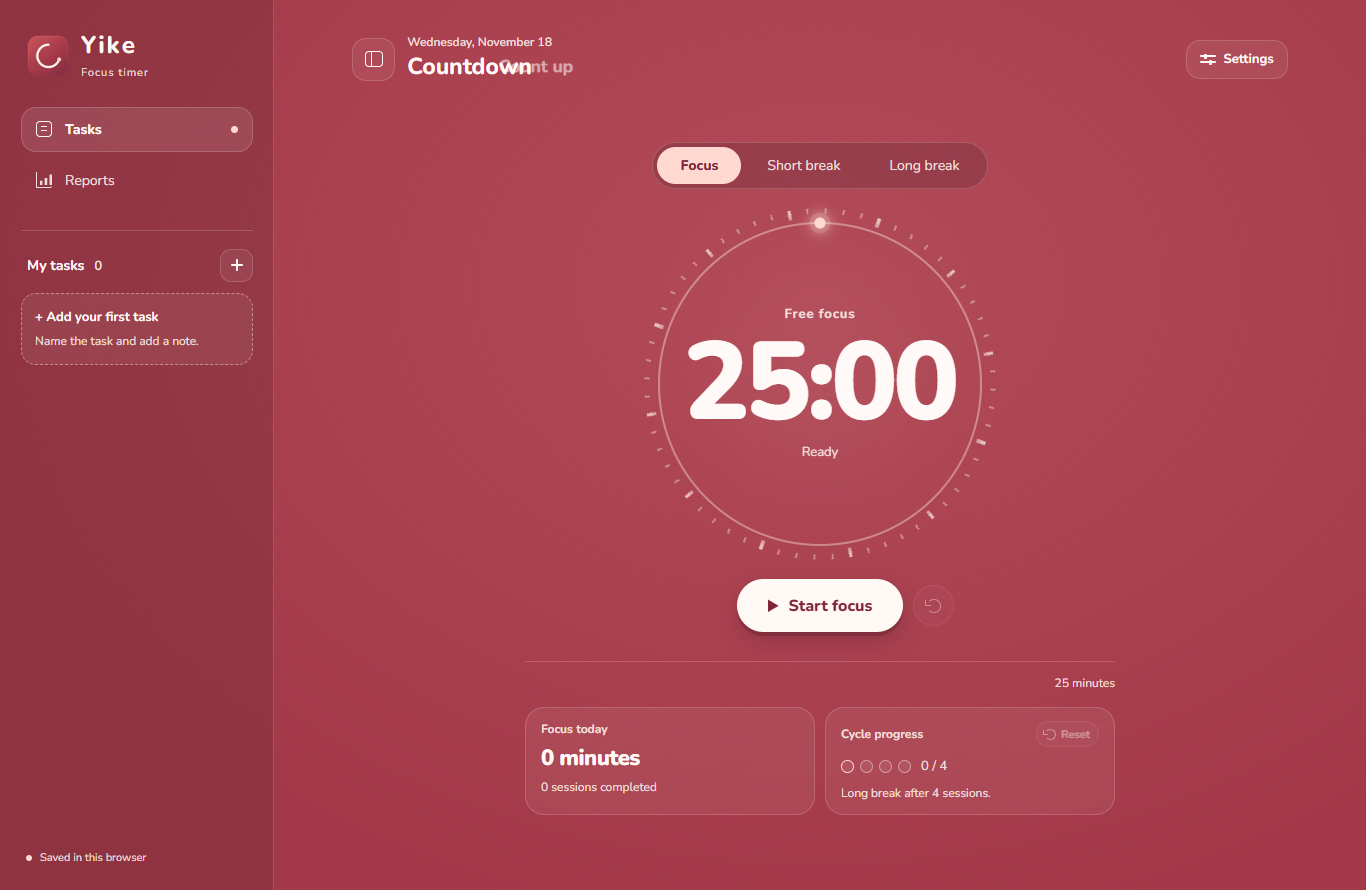 Yike
Focus timer
Tasks
Reports
My tasks 0
+ Add your first task
Name the task and add a note.
Saved in this browser
Wednesday, November 18
Countdown
Count up
Settings
Focus
Short break
Long break
Free focus
25:00
Ready
Start focus
25 minutes
Focus today
0 minutes
0 sessions completed
Cycle progress
Reset
0 / 4
Long break after 4 sessions.